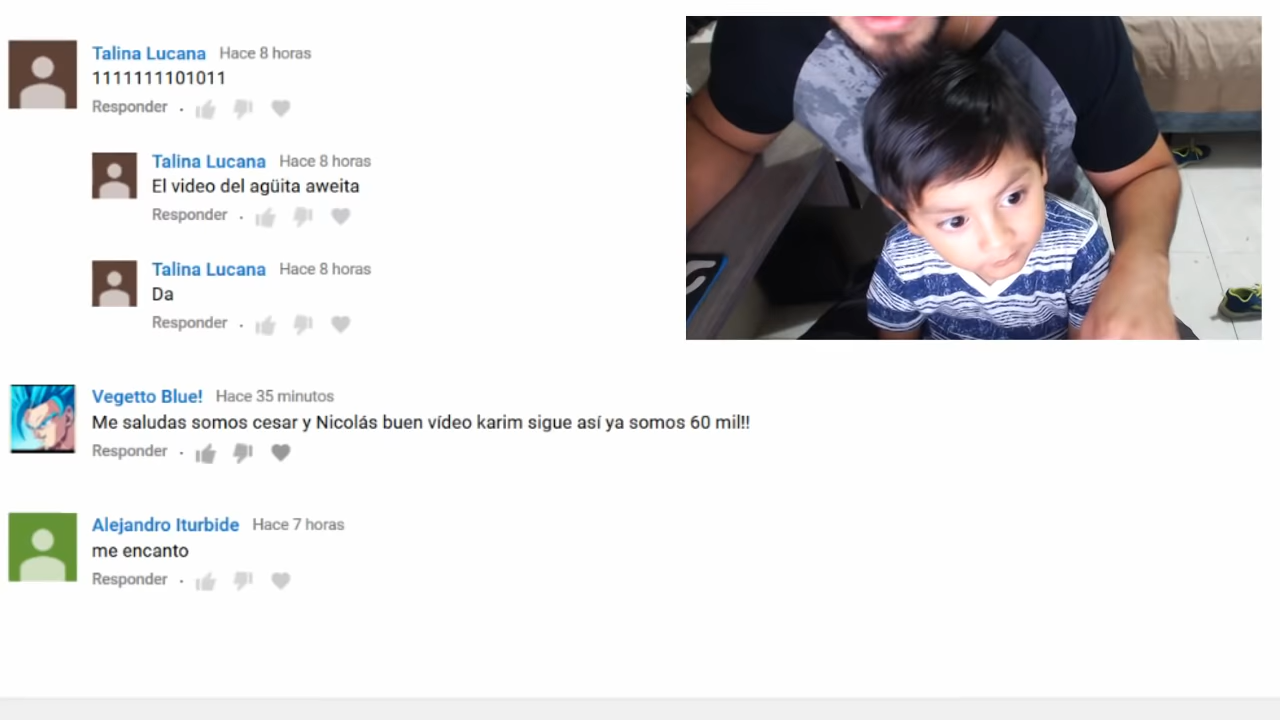 Talina Lucana Hace 8 horas
1111111101011
Responder .
Talina Lucana Hace 8 horas
El video del agüita aweita
Responder .
Talina Lucana Hace 8 horas
Da
Responder .
Vegetto Blue! Hace 35 minutos
Me saludas somos cesar y Nicolás buen vídeo karim sigue así ya somos 60 mil!!
Responder .
Alejandro Iturbide Hace 7 horas
me encanto
Responder .